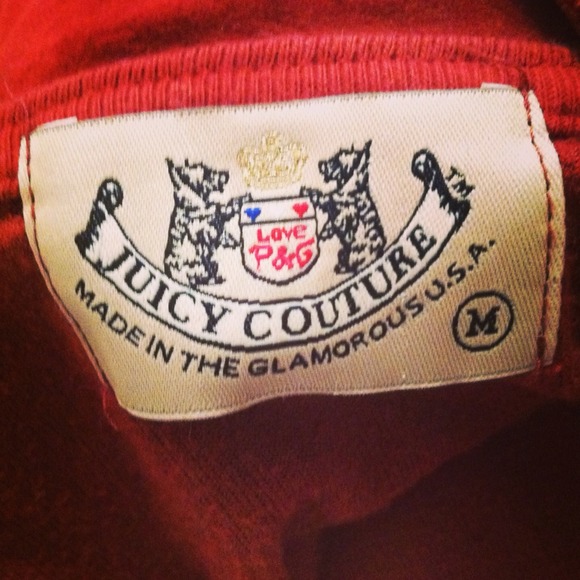 Love
P&G
JUICY COUTURE
TM
MADE IN THE GLAMOROUS U.S.A.
M